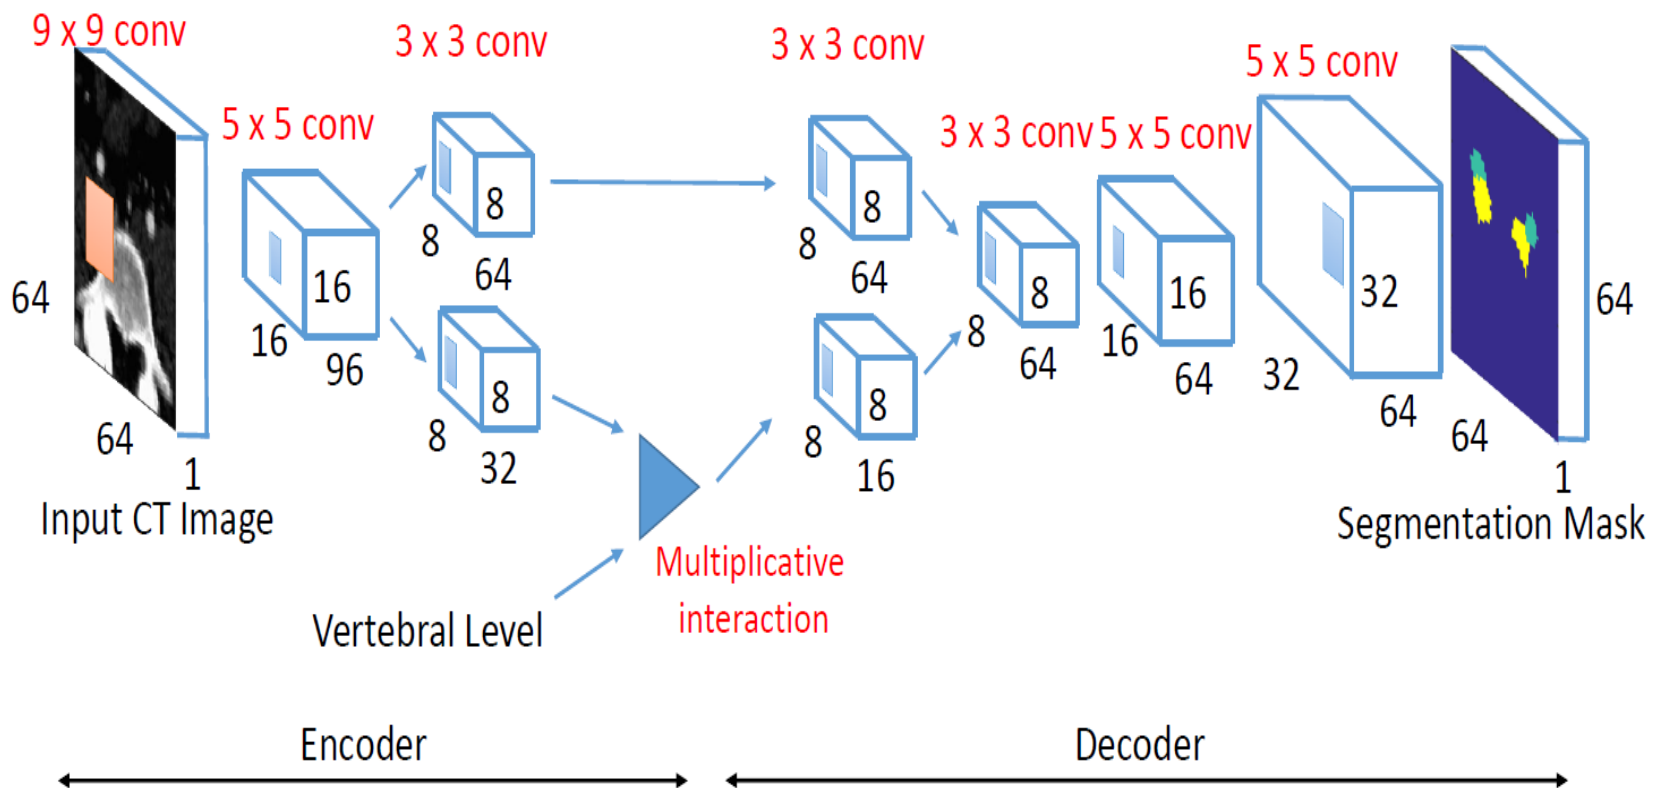 9 x 9 conv
3 x 3 conv
3 x 3 conv
5 x 5 conv
5 x 5 conv
3 x 3 conv
5 x 5 conv
64
64
1
Input CT Image
16
16
96
8
8
64
8
8
32
Vertebral Level
Multiplicative
interaction
8
8
64
8
8
16
8
8
64
16
16
64
32
32
64
64
64
1
Segmentation Mask
Encoder
Decoder